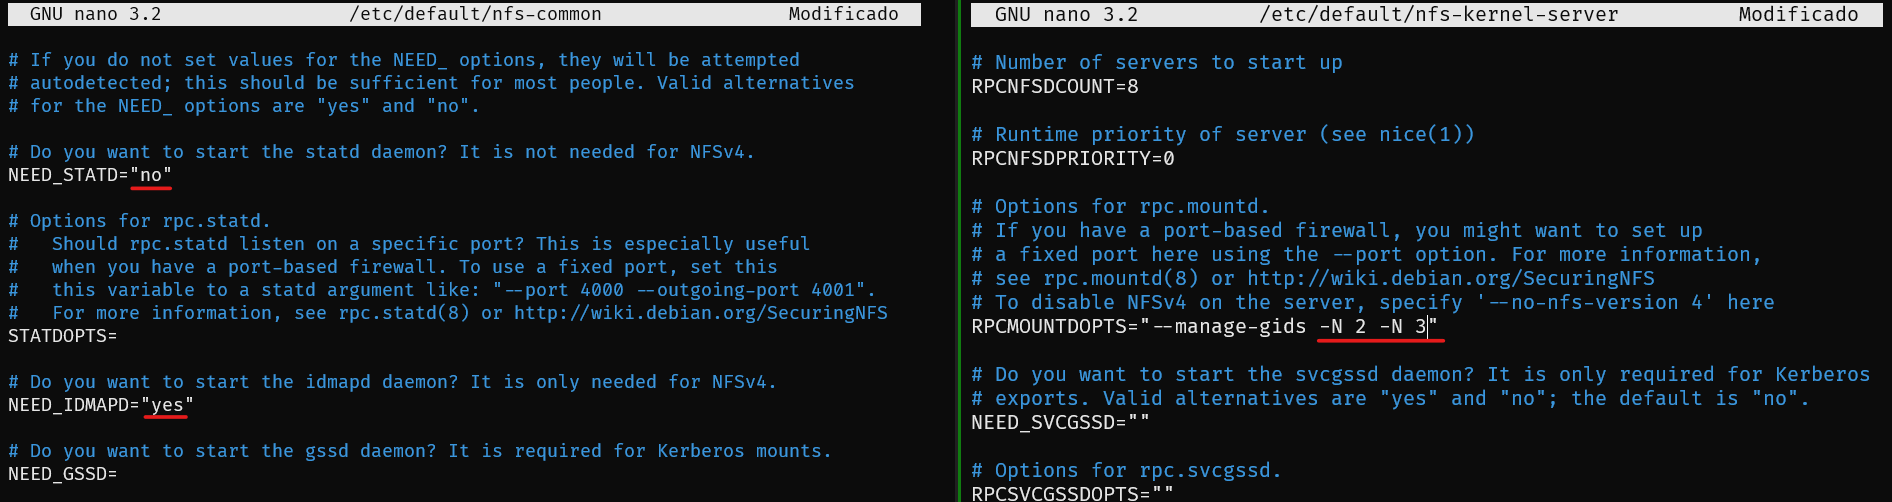 GNU nano 3.2 /etc/default/nfs-common Modificado
# If you do not set values for the NEED_ options, they will be attempted
# autodetected; this should be sufficient for most people. Valid alternatives
# for the NEED_ options are "yes" and "no".
# Do you want to start the statd daemon? It is not needed for NFSv4.
NEED_STATD="no"
# Options for rpc.statd.
#   Should rpc.statd listen on a specific port? This is especially useful
#   when you have a port-based firewall. To use a fixed port, set this
#   this variable to a statd argument like: "--port 4000 --outgoing-port 4001".
#   For more information, see rpc.statd(8) or http://wiki.debian.org/SecuringNFS
STATDOPTS=
# Do you want to start the idmapd daemon? It is only needed for NFSv4.
NEED_IDMAPD="yes"
# Do you want to start the gssd daemon? It is required for Kerberos mounts.
NEED_GSSD=
GNU nano 3.2 /etc/default/nfs-kernel-server Modificado
# Number of servers to start up
RPCNFSDCOUNT=8
# Runtime priority of server (see nice(1))
RPCNFSDPRIORITY=0
# Options for rpc.mountd.
# If you have a port-based firewall, you might want to set up
# a fixed port here using the --port option. For more information,
# see rpc.mountd(8) or http://wiki.debian.org/SecuringNFS
# To disable NFSv4 on the server, specify '--no-nfs-version 4' here
RPCMOUNTDOPTS="--manage-gids -N 2 -N 3"
# Do you want to start the svcgssd daemon? It is only required for Kerberos
# exports. Valid alternatives are "yes" and "no"; the default is "no".
NEED_SVCGSSD=""
# Options for rpc.svcgssd.
RPCSVCGSSDOPTS=""